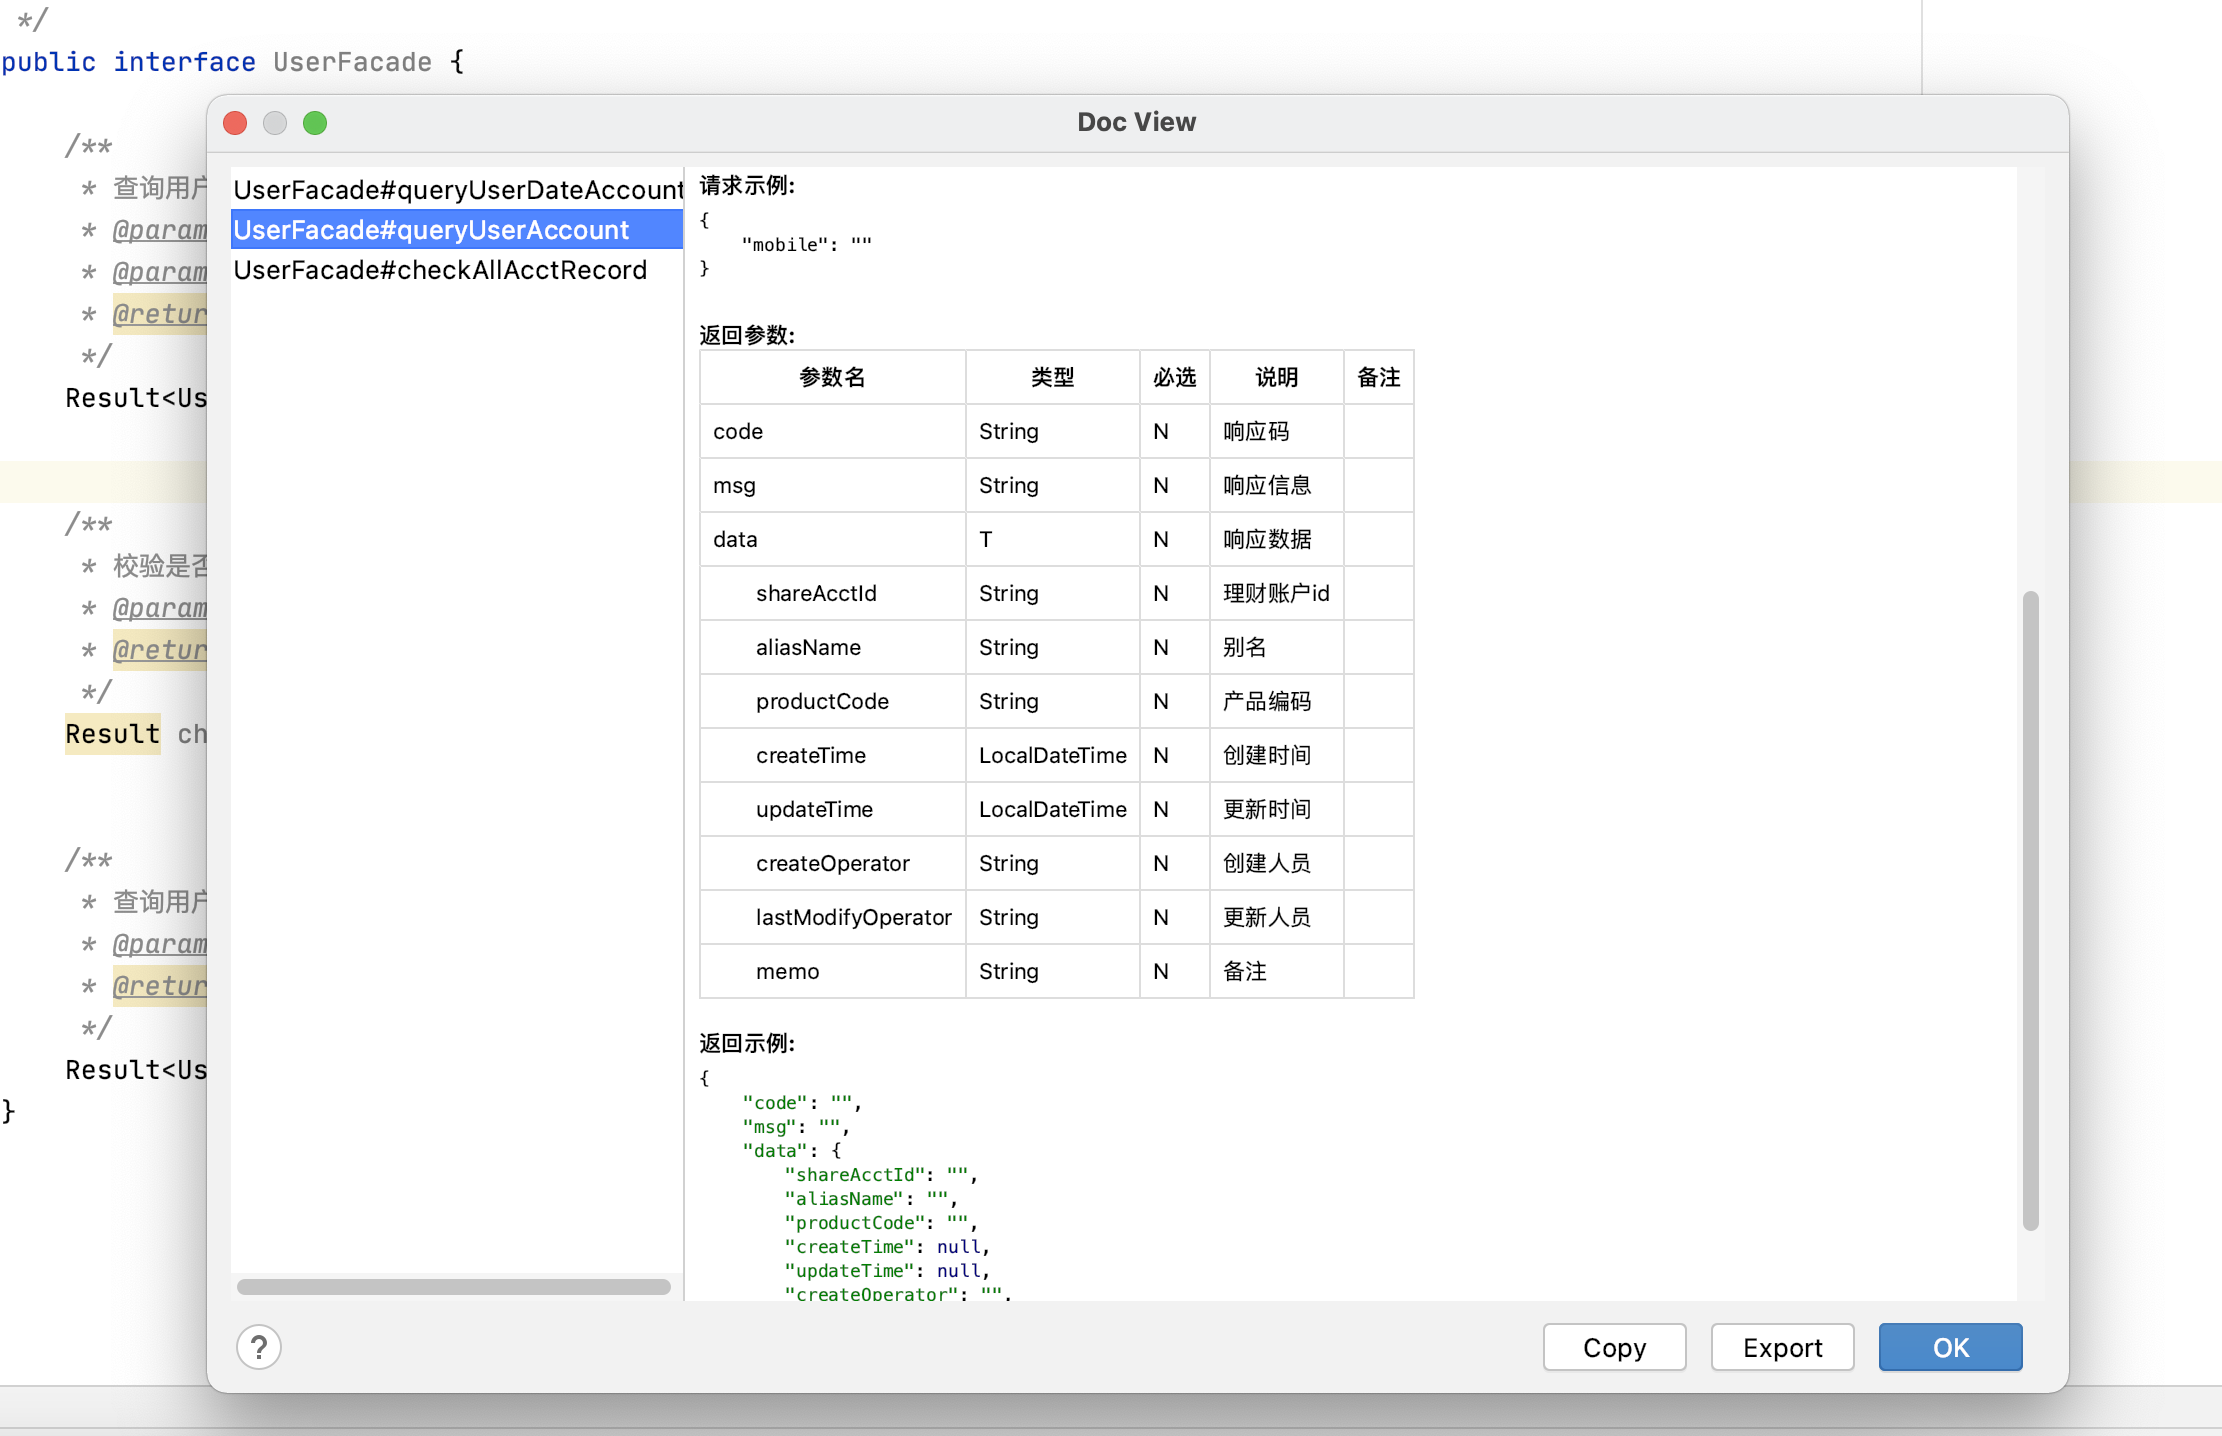 */
public interface UserFacade {
/**
* 查询用户
* @param
* @param
* @retur
*/
Result<Us
/**
* 校验是否
* @param
* @retur
*/
Result ch
/**
* 查询用户
* @param
* @retur
*/
Result<Us
}
Doc View
UserFacade#queryUserDateAccount
UserFacade#queryUserAccount
UserFacade#checkAllAcctRecord
请求示例:
{
"mobile": ""
}
返回参数:
参数名 类型 必选 说明 备注
code String N 响应码
msg String N 响应信息
data T N 响应数据
shareAcctId String N 理财账户id
aliasName String N 别名
productCode String N 产品编码
createTime LocalDateTime N 创建时间
updateTime LocalDateTime N 更新时间
createOperator String N 创建人员
lastModifyOperator String N 更新人员
memo String N 备注
返回示例:
{
"code": "",
"msg": "",
"data": {
"shareAcctId": "",
"aliasName": "",
"productCode": "",
"createTime": null,
"updateTime": null,
"createOperator": "",
?
Copy
Export
OK